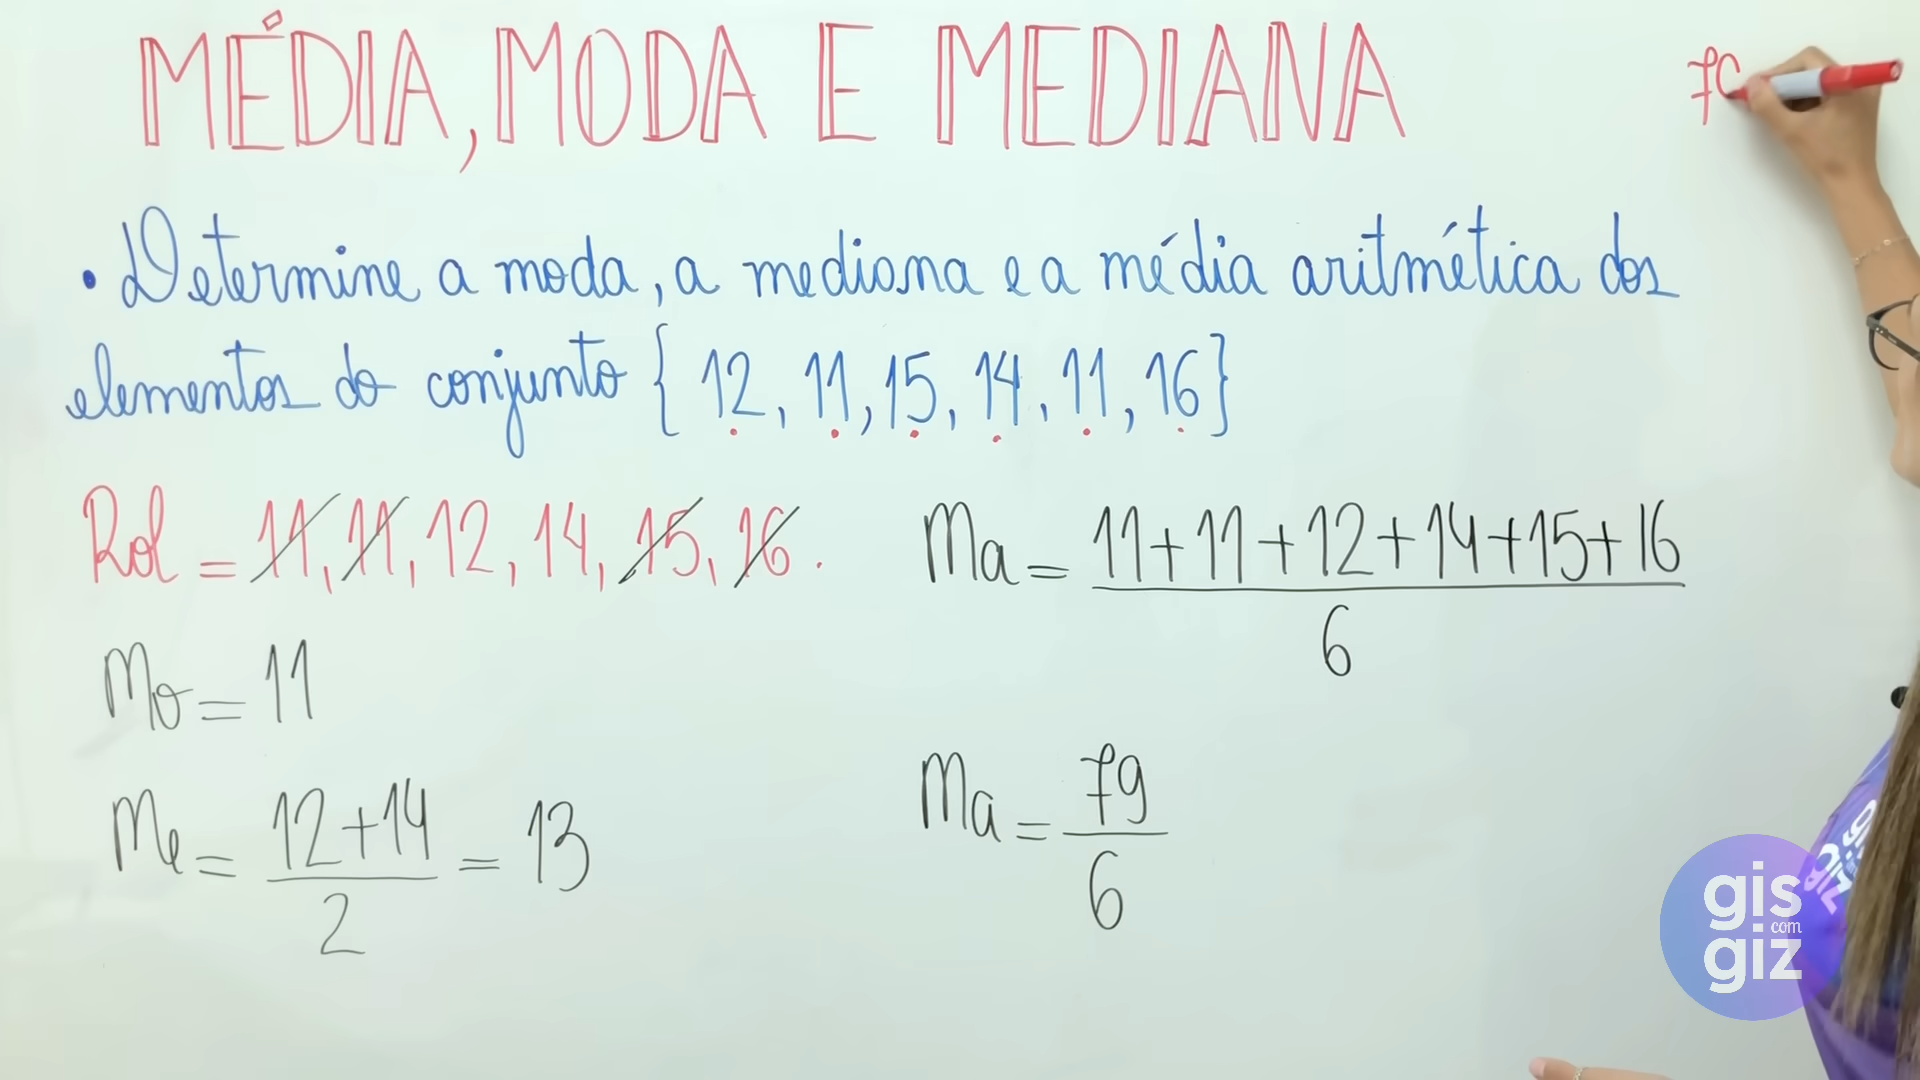 MÉDIA, MODA E MEDIANA
• Determine a moda, a mediana e a média aritmética dos
elementos do conjunto { 12, 11, 15, 14, 11, 16}
Rol = 11, 11, 12, 14, 15, 16.
Mo = 11
Me = 12+14 / 2 = 13
Ma = 11+11+12+14+15+16 / 6
Ma = 79 / 6
gis
com
giz